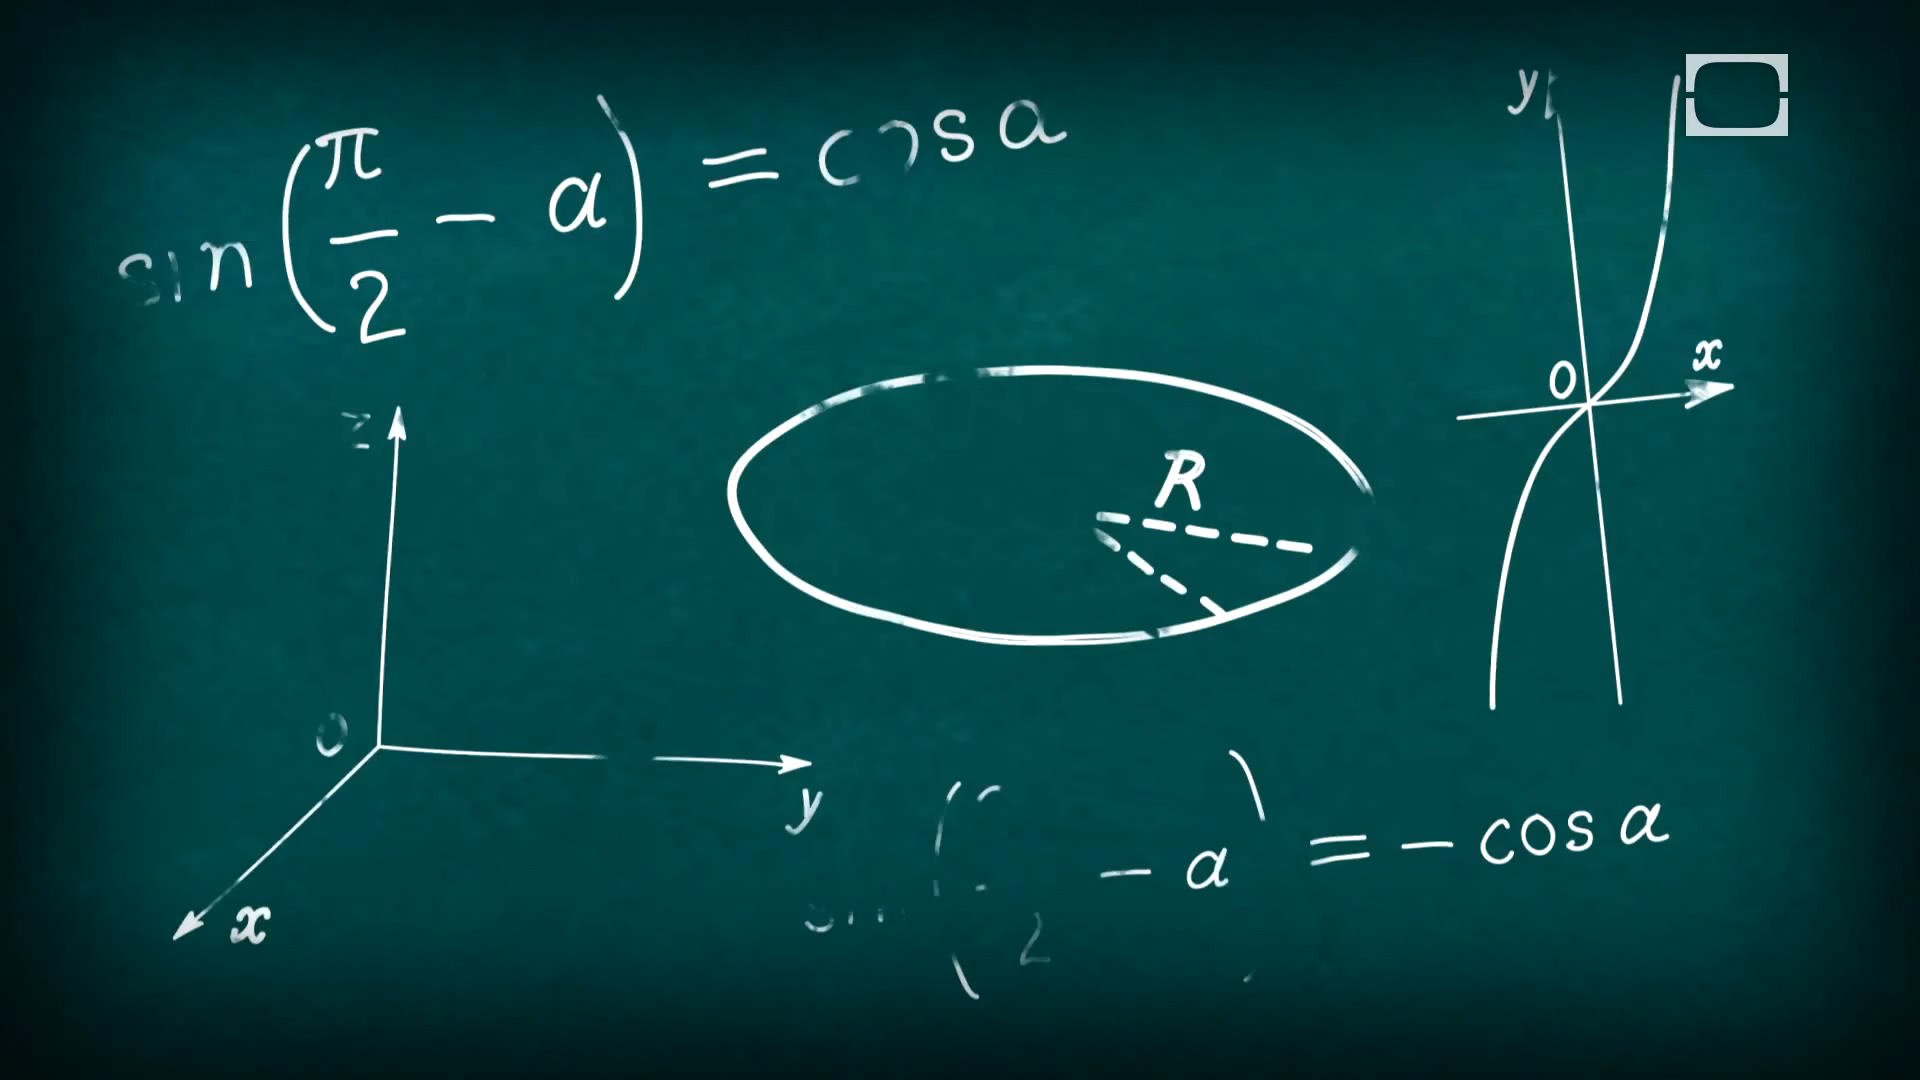 sin(π/2 - a) = cos a
y
x
0
z
R
0
y
x
- a) = - cos a